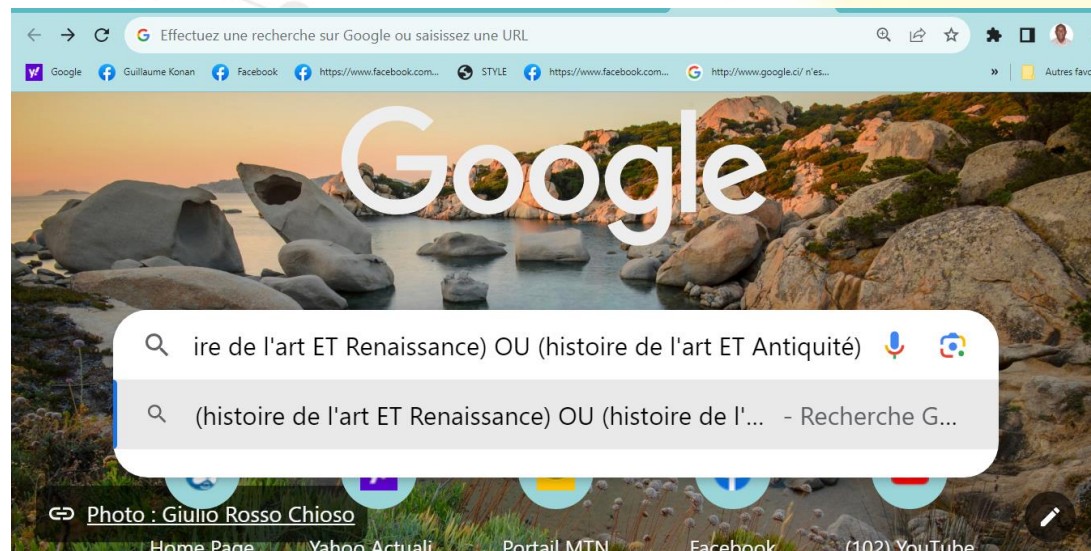 Effectuez une recherche sur Google ou saisissez une URL
Google Guillaume Konan Facebook https://www.facebook.com... STYLE https://www.facebook.com... http://www.google.ci/ n'es... » Autres favo
Google
ire de l'art ET Renaissance) OU (histoire de l'art ET Antiquité)
(histoire de l'art ET Renaissance) OU (histoire de l'... - Recherche G...
Photo : Giulio Rosso Chioso
Home Page Yahoo Actuali Portail MTN Facebook (102) YouTube